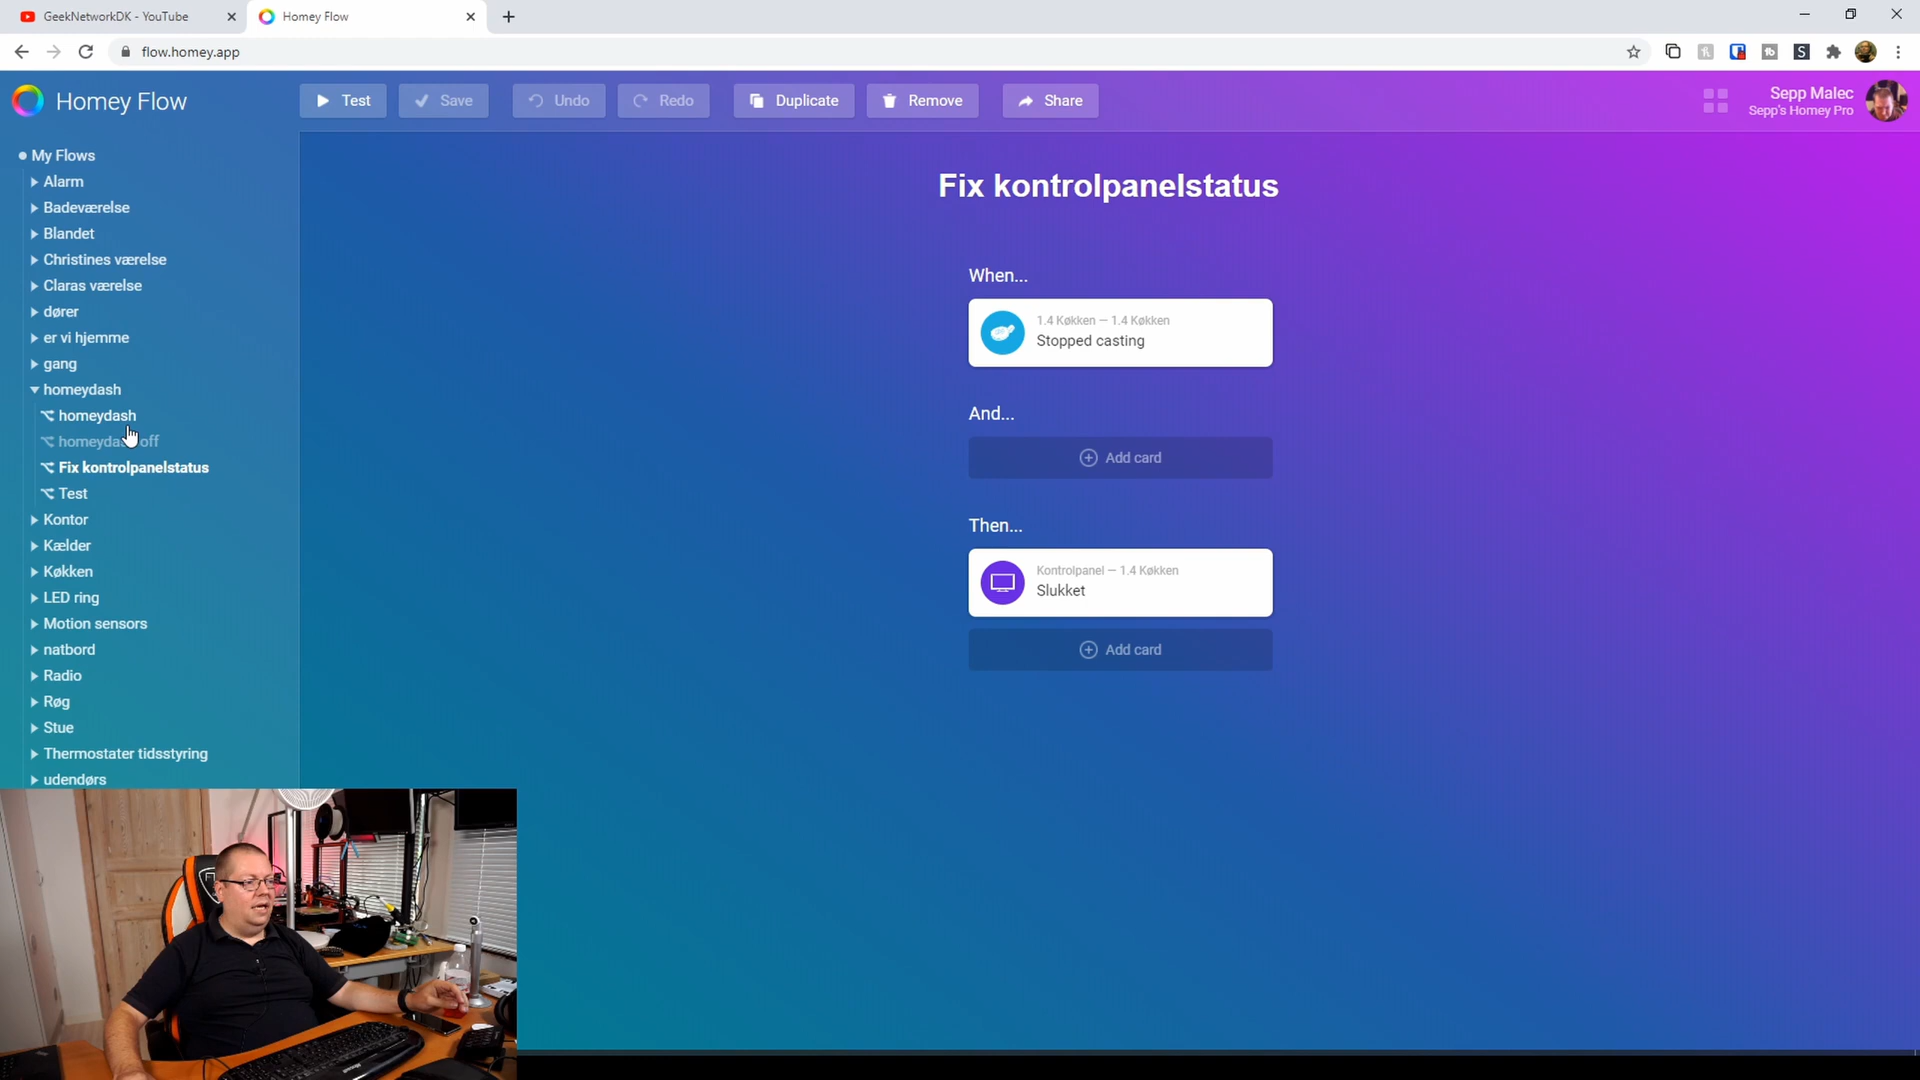 GeekNetworkDK - YouTube
Homey Flow
flow.homey.app
Homey Flow
Test
Save
Undo
Redo
Duplicate
Remove
Share
Sepp Malec
Sepp's Homey Pro
My Flows
Alarm
Badeværelse
Blandet
Christines værelse
Claras værelse
dører
er vi hjemme
gang
homeydash
homeydash
off
Fix kontrolpanelstatus
Test
Kontor
Kælder
Køkken
LED ring
Motion sensors
natbord
Radio
Røg
Stue
Thermostater tidsstyring
udendørs
Fix kontrolpanelstatus
When...
1.4 Køkken — 1.4 Køkken
Stopped casting
And...
Add card
Then...
Kontrolpanel — 1.4 Køkken
Slukket
Add card